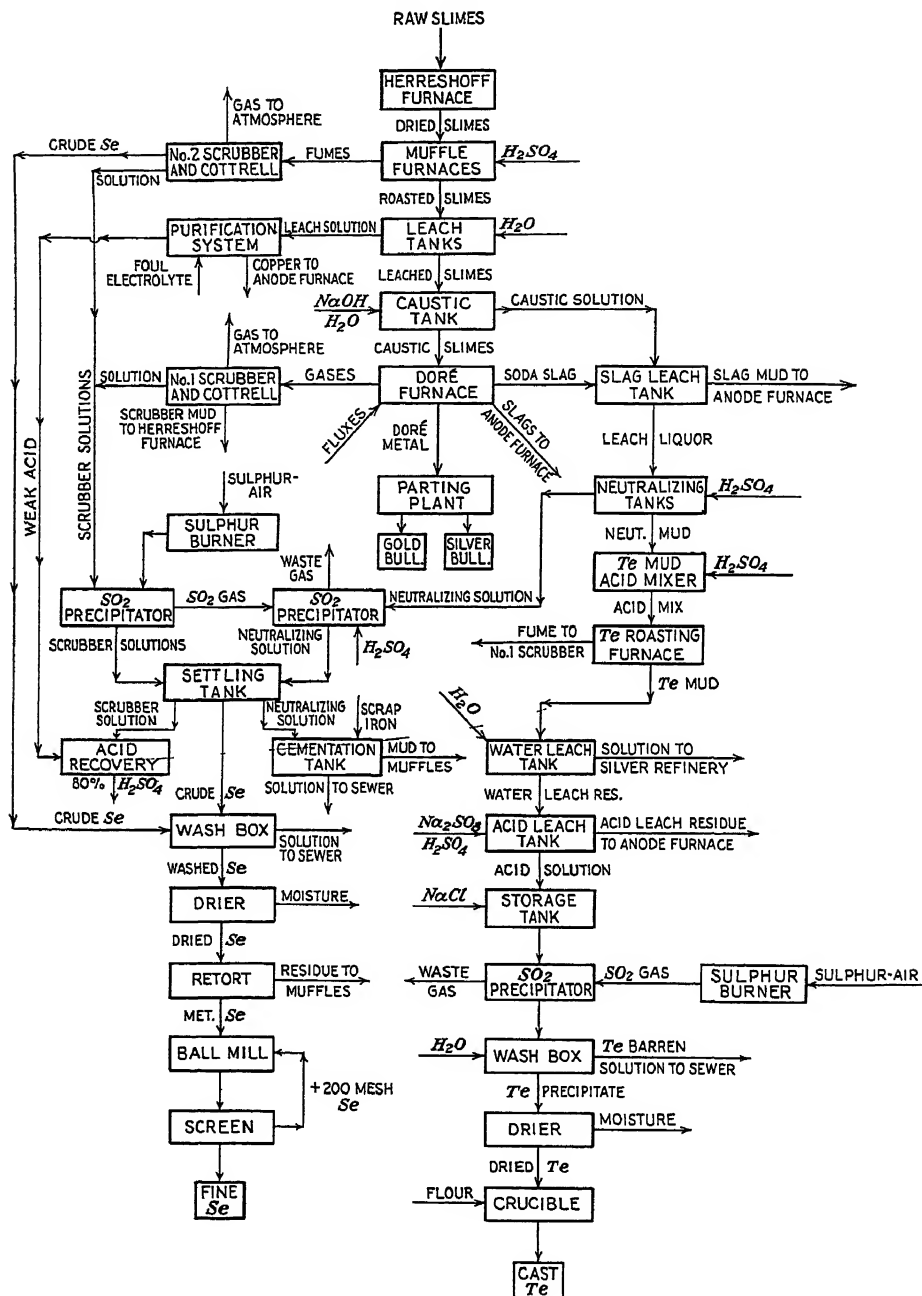 RAW SLIMES
HERRESHOFF
FURNACE
GAS TO
ATMOSPHERE
DRIED SLIMES
CRUDE Se
No.2 SCRUBBER
AND COTTRELL
FUMES
MUFFLE
FURNACES
H2SO4
SOLUTION
ROASTED SLIMES
PURIFICATION
SYSTEM
LEACH SOLUTION
LEACH
TANKS
H2O
FOUL
ELECTROLYTE
COPPER TO
ANODE FURNACE
LEACHED SLIMES
NaOH
H2O
CAUSTIC
TANK
CAUSTIC SOLUTION
GAS TO
ATMOSPHERE
CAUSTIC SLIMES
SOLUTION
No.1 SCRUBBER
AND COTTRELL
GASES
DORÉ
FURNACE
SODA SLAG
SLAG LEACH
TANK
SLAG MUD TO
ANODE FURNACE
SCRUBBER MUD
TO HERRESHOFF
FURNACE
FLUXES
DORÉ
METAL
SLAGS TO
ANODE FURNACE
LEACH LIQUOR
WEAK ACID
SCRUBBER SOLUTIONS
SULPHUR-
AIR
PARTING
PLANT
NEUTRALIZING
TANKS
H2SO4
SULPHUR
BURNER
GOLD
BULL.
SILVER
BULL.
NEUT. MUD
WASTE
GAS
Te MUD
ACID MIXER
H2SO4
SO2
PRECIPITATOR
SO2 GAS
SO2
PRECIPITATOR
NEUTRALIZING SOLUTION
ACID MIX
SCRUBBER
SOLUTIONS
NEUTRALIZING
SOLUTION
H2SO4
FUME TO
No.1 SCRUBBER
Te ROASTING
FURNACE
SETTLING
TANK
Te MUD
SCRUBBER
SOLUTION
NEUTRALIZING
SOLUTION
SCRAP
IRON
H2O
ACID
RECOVERY
CEMENTATION
TANK
MUD TO
MUFFLES
WATER LEACH
TANK
SOLUTION TO
SILVER REFINERY
80% H2SO4
CRUDE Se
SOLUTION TO SEWER
WATER LEACH RES.
CRUDE Se
WASH BOX
SOLUTION
TO SEWER
Na2SO3
H2SO4
ACID LEACH
TANK
ACID LEACH RESIDUE
TO ANODE FURNACE
WASHED Se
ACID SOLUTION
DRIER
MOISTURE
NaCl
STORAGE
TANK
DRIED Se
RETORT
RESIDUE TO
MUFFLES
WASTE
GAS
SO2
PRECIPITATOR
SO2 GAS
SULPHUR
BURNER
SULPHUR-AIR
MET. Se
BALL MILL
H2O
WASH BOX
Te BARREN
SOLUTION TO SEWER
+200 MESH
Se
Te PRECIPITATE
SCREEN
DRIER
MOISTURE
DRIED Te
FINE
Se
FLOUR
CRUCIBLE
CAST
Te